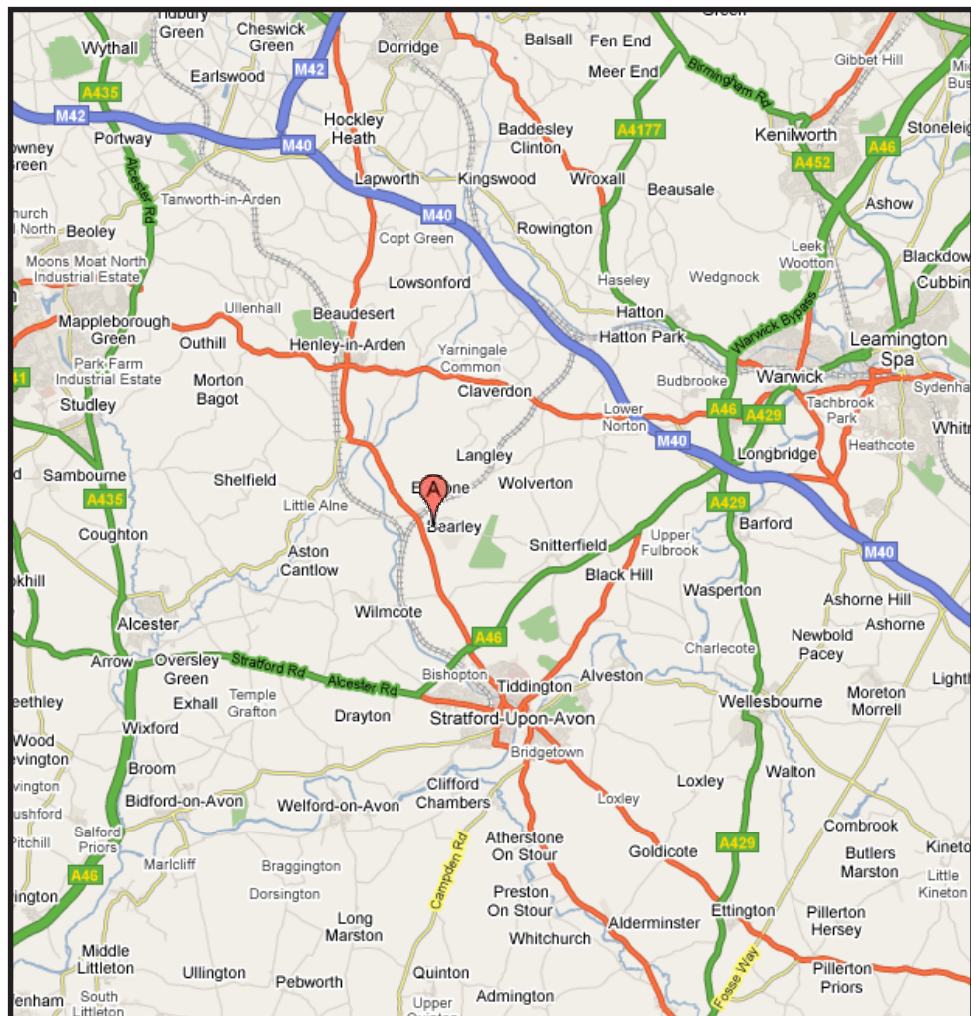 Green
Cheswick
Green
Dorridge
Balsall
Fen End
Green
Wythall
M42
Meer End
Gibbet Hill
Earlswood
Birmingham Rd
A435
M42
Portway
Hockley
Heath
M40
A4177
Baddesley
Clinton
Kenilworth
A46
A452
Green
Alcester Rd
Lapworth
Kingswood
Wroxall
Beausale
Tanworth-in-Arden
Ashow
M40
Beoley
Copt Green
Rowington
Leek
Wootton
Moons Moat North
Industrial Estate
Lowsonford
Haseley
Wedgnock
Ullenhall
Beaudesert
Hatton
Warwick Bypass
Mappleborough
Green
Outhill
Henley-in-Arden
Hatton Park
Leamington
Spa
Yarningale
Common
Park Farm
Industrial Estate
Morton
Bagot
Claverdon
Budbrooke
Warwick
Studley
Lower
Norton
A46
A429
Tachbrook
Park
M40
Heathcote
Langley
Longbridge
Sambourne
Shelfield
Wolverton
A
A435
Little Alne
A429
Bearley
Barford
Coughton
Snitterfield
Upper
Fulbrook
M40
Aston
Cantlow
Black Hill
Wasperton
Ashorne Hill
Wilmcote
Alcester
A46
Newbold
Pacey
Ashorne
Charlecote
Arrow
Oversley
Green
Stratford Rd
Alcester Rd
Bishopton
Tiddington
Alveston
Exhall
Temple
Grafton
Drayton
Stratford-Upon-Avon
Wellesbourne
Moreton
Morrell
Wixford
Wood
Bridgetown
Broom
Clifford
Chambers
Loxley
Walton
Bidford-on-Avon
Welford-on-Avon
Loxley
Salford
Priors
Combrook
Marlcliff
Campden Rd
Atherstone
On Stour
Goldicote
A429
Butlers
Marston
Braggington
A46
Dorsington
Little
Kineton
Preston
On Stour
Long
Marston
Alderminster
Ettington
Pillerton
Hersey
Whitchurch
Middle
Littleton
Ullington
Pebworth
Quinton
Fosse Way
Pillerton
Priors
South
Littleton
Upper
Admington